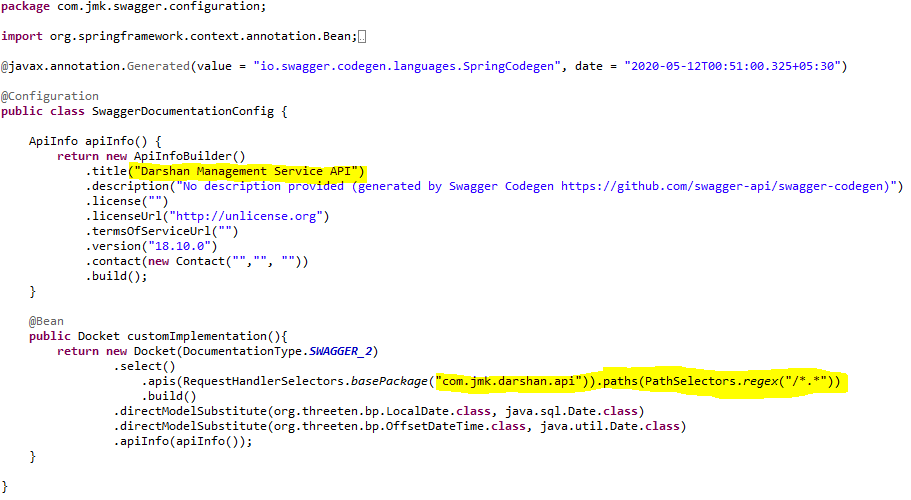 package com.jmk.swagger.configuration;
import org.springframework.context.annotation.Bean;
@javax.annotation.Generated(value = "io.swagger.codegen.languages.SpringCodegen", date = "2020-05-12T00:51:00.325+05:30")
@Configuration
public class SwaggerDocumentationConfig {
ApiInfo apiInfo() {
return new ApiInfoBuilder()
.title("Darshan Management Service API")
.description("No description provided (generated by Swagger Codegen https://github.com/swagger-api/swagger-codegen)")
.license("")
.licenseUrl("http://unlicense.org")
.termsOfServiceUrl("")
.version("18.10.0")
.contact(new Contact("","", ""))
.build();
}
@Bean
public Docket customImplementation(){
return new Docket(DocumentationType.SWAGGER_2)
.select()
.apis(RequestHandlerSelectors.basePackage("com.jmk.darshan.api")).paths(PathSelectors.regex("/*.*"))
.build()
.directModelSubstitute(org.threeten.bp.LocalDate.class, java.sql.Date.class)
.directModelSubstitute(org.threeten.bp.OffsetDateTime.class, java.util.Date.class)
.apiInfo(apiInfo());
}
}